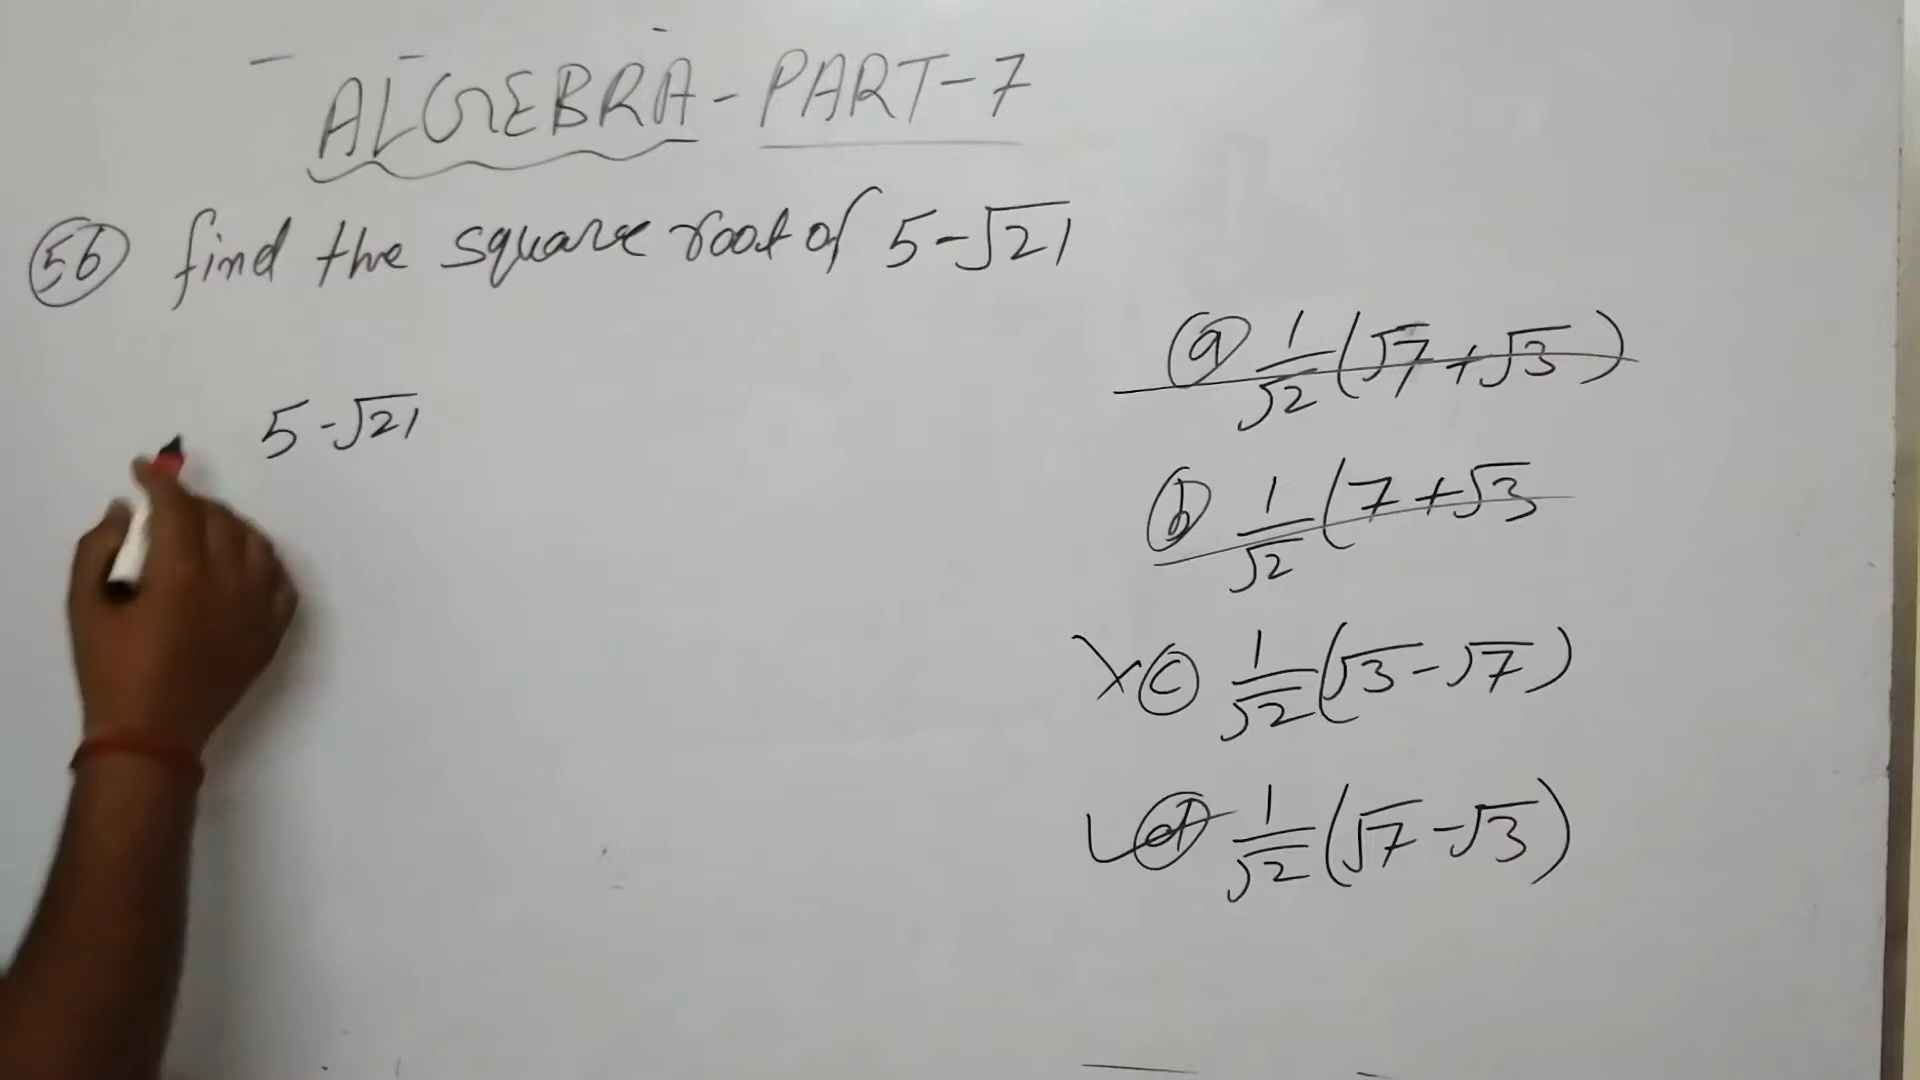 ALGEBRA - PART-7
56 find the square root of 5-√21
5-√21
a 1/√2 (√7+√3)
b 1/√2 (7+√3
c 1/√2 (√3-√7)
d 1/√2 (√7-√3)